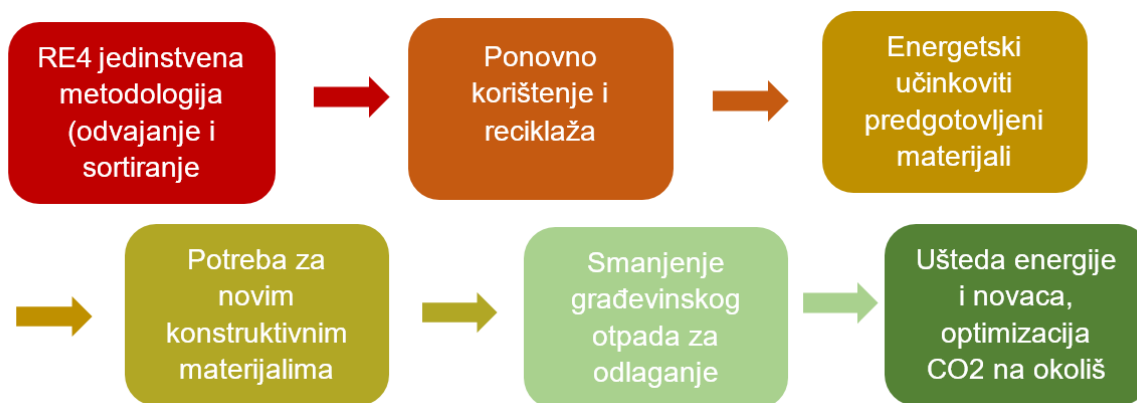 RE4 jedinstvena
metodologija
(odvajanje i
sortiranje
Ponovno
korištenje i
reciklaža
Energetski
učinkoviti
predgotovljeni
materijali
Potreba za
novim
konstruktivnim
materijalima
Smanjenje
građevinskog
otpada za
odlaganje
Ušteda energije
i novaca,
optimizacija
CO2 na okoliš